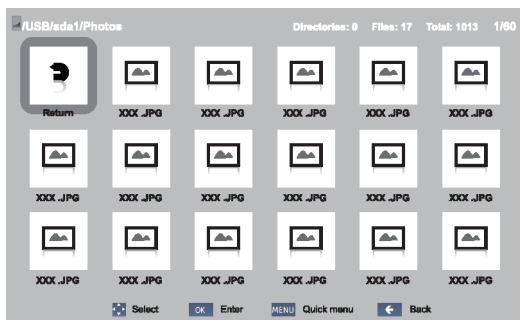 /USB/sda1/Photos Directories: 0 Files: 17 Total: 1013 1/60
Return XXX .JPG XXX .JPG XXX .JPG XXX .JPG XXX .JPG
XXX .JPG XXX .JPG XXX .JPG XXX .JPG XXX .JPG XXX .JPG
XXX .JPG XXX .JPG XXX .JPG XXX .JPG XXX .JPG XXX .JPG
Select OK Enter MENU Quick menu Back